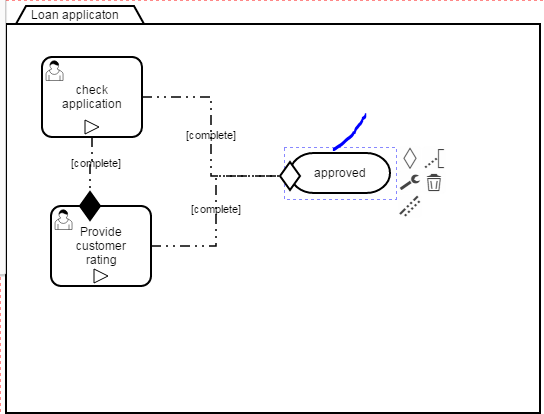 Loan applicaton
check
application
[complete]
[complete]
approved
[complete]
Provide
customer
rating